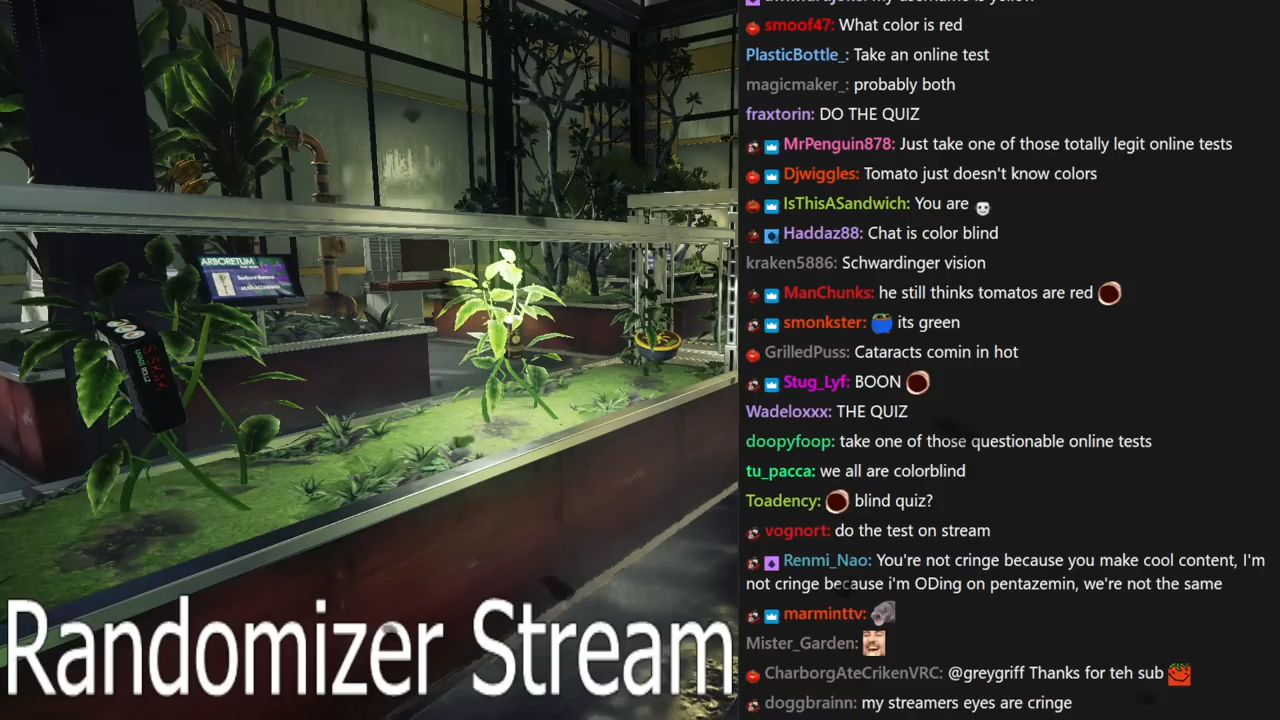 ARBORETUM
Randomizer Stream
smoof47: What color is red
PlasticBottle_: Take an online test
magicmaker_: probably both
fraxtorin: DO THE QUIZ
MrPenguin878: Just take one of those totally legit online tests
Djwiggles: Tomato just doesn't know colors
IsThisASandwich: You are
Haddaz88: Chat is color blind
kraken5886: Schwardinger vision
ManChunks: he still thinks tomatos are red
smonkster: its green
GrilledPuss: Cataracts comin in hot
Stug_Lyf: BOON
Wadeloxxx: THE QUIZ
doopyfoop: take one of those questionable online tests
tu_pacca: we all are colorblind
Toadency: blind quiz?
vognort: do the test on stream
Renmi_Nao: You're not cringe because you make cool content, I'm
not cringe because i'm ODing on pentazemin, we're not the same
marminttv:
Mister_Garden:
CharborgAteCrikenVRC: @greygriff Thanks for teh sub
doggbrainn: my streamers eyes are cringe